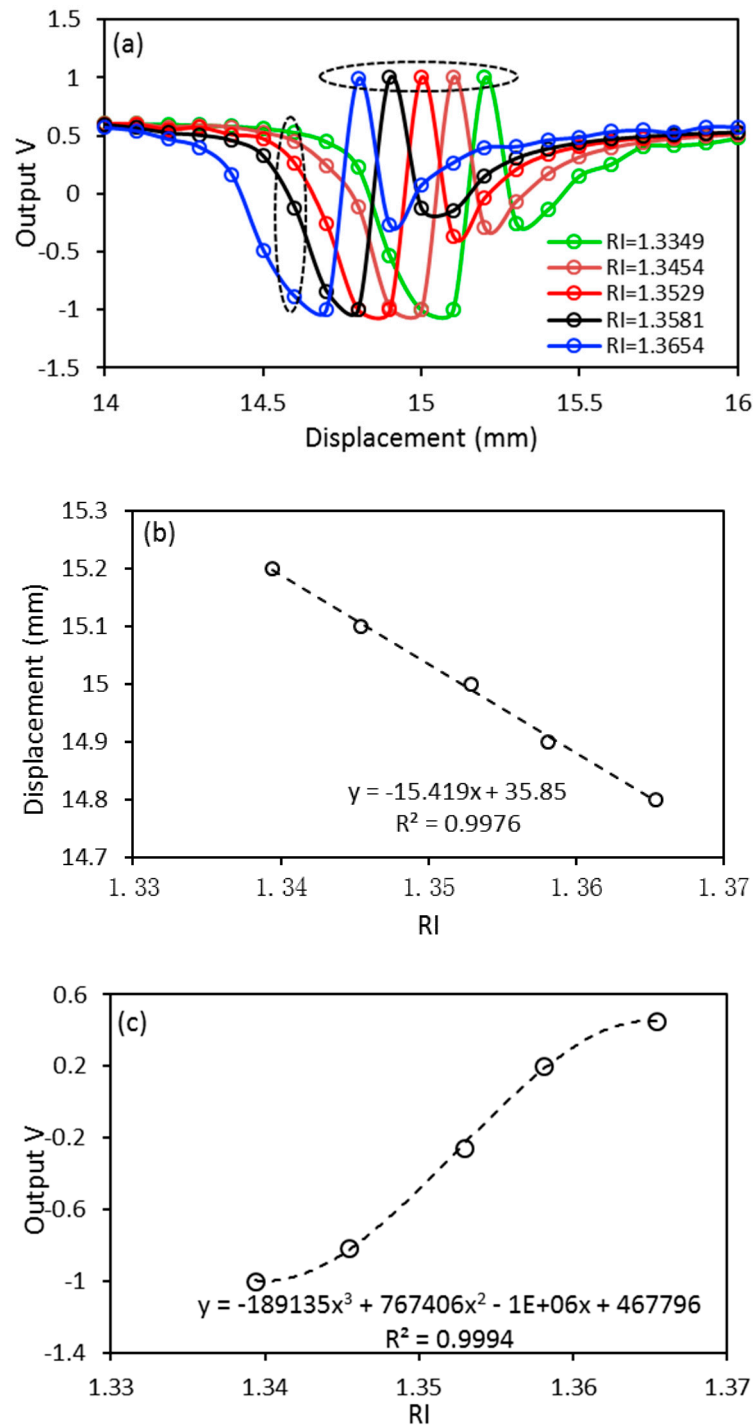 (a)
1.5
1
0.5
0
-0.5
-1
-1.5
Output V
RI=1.3349
RI=1.3454
RI=1.3529
RI=1.3581
RI=1.3654
14 14.5 15 15.5 16
Displacement (mm)
(b)
15.3
15.2
15.1
15
14.9
14.8
14.7
Displacement (mm)
y = -15.419x + 35.85
R² = 0.9976
1.33 1.34 1.35 1.36 1.37
RI
(c)
0.6
0.2
-0.2
-0.6
-1
-1.4
Output V
y = -189135x³ + 767406x² - 1E+06x + 467796
R² = 0.9994
1.33 1.34 1.35 1.36 1.37
RI